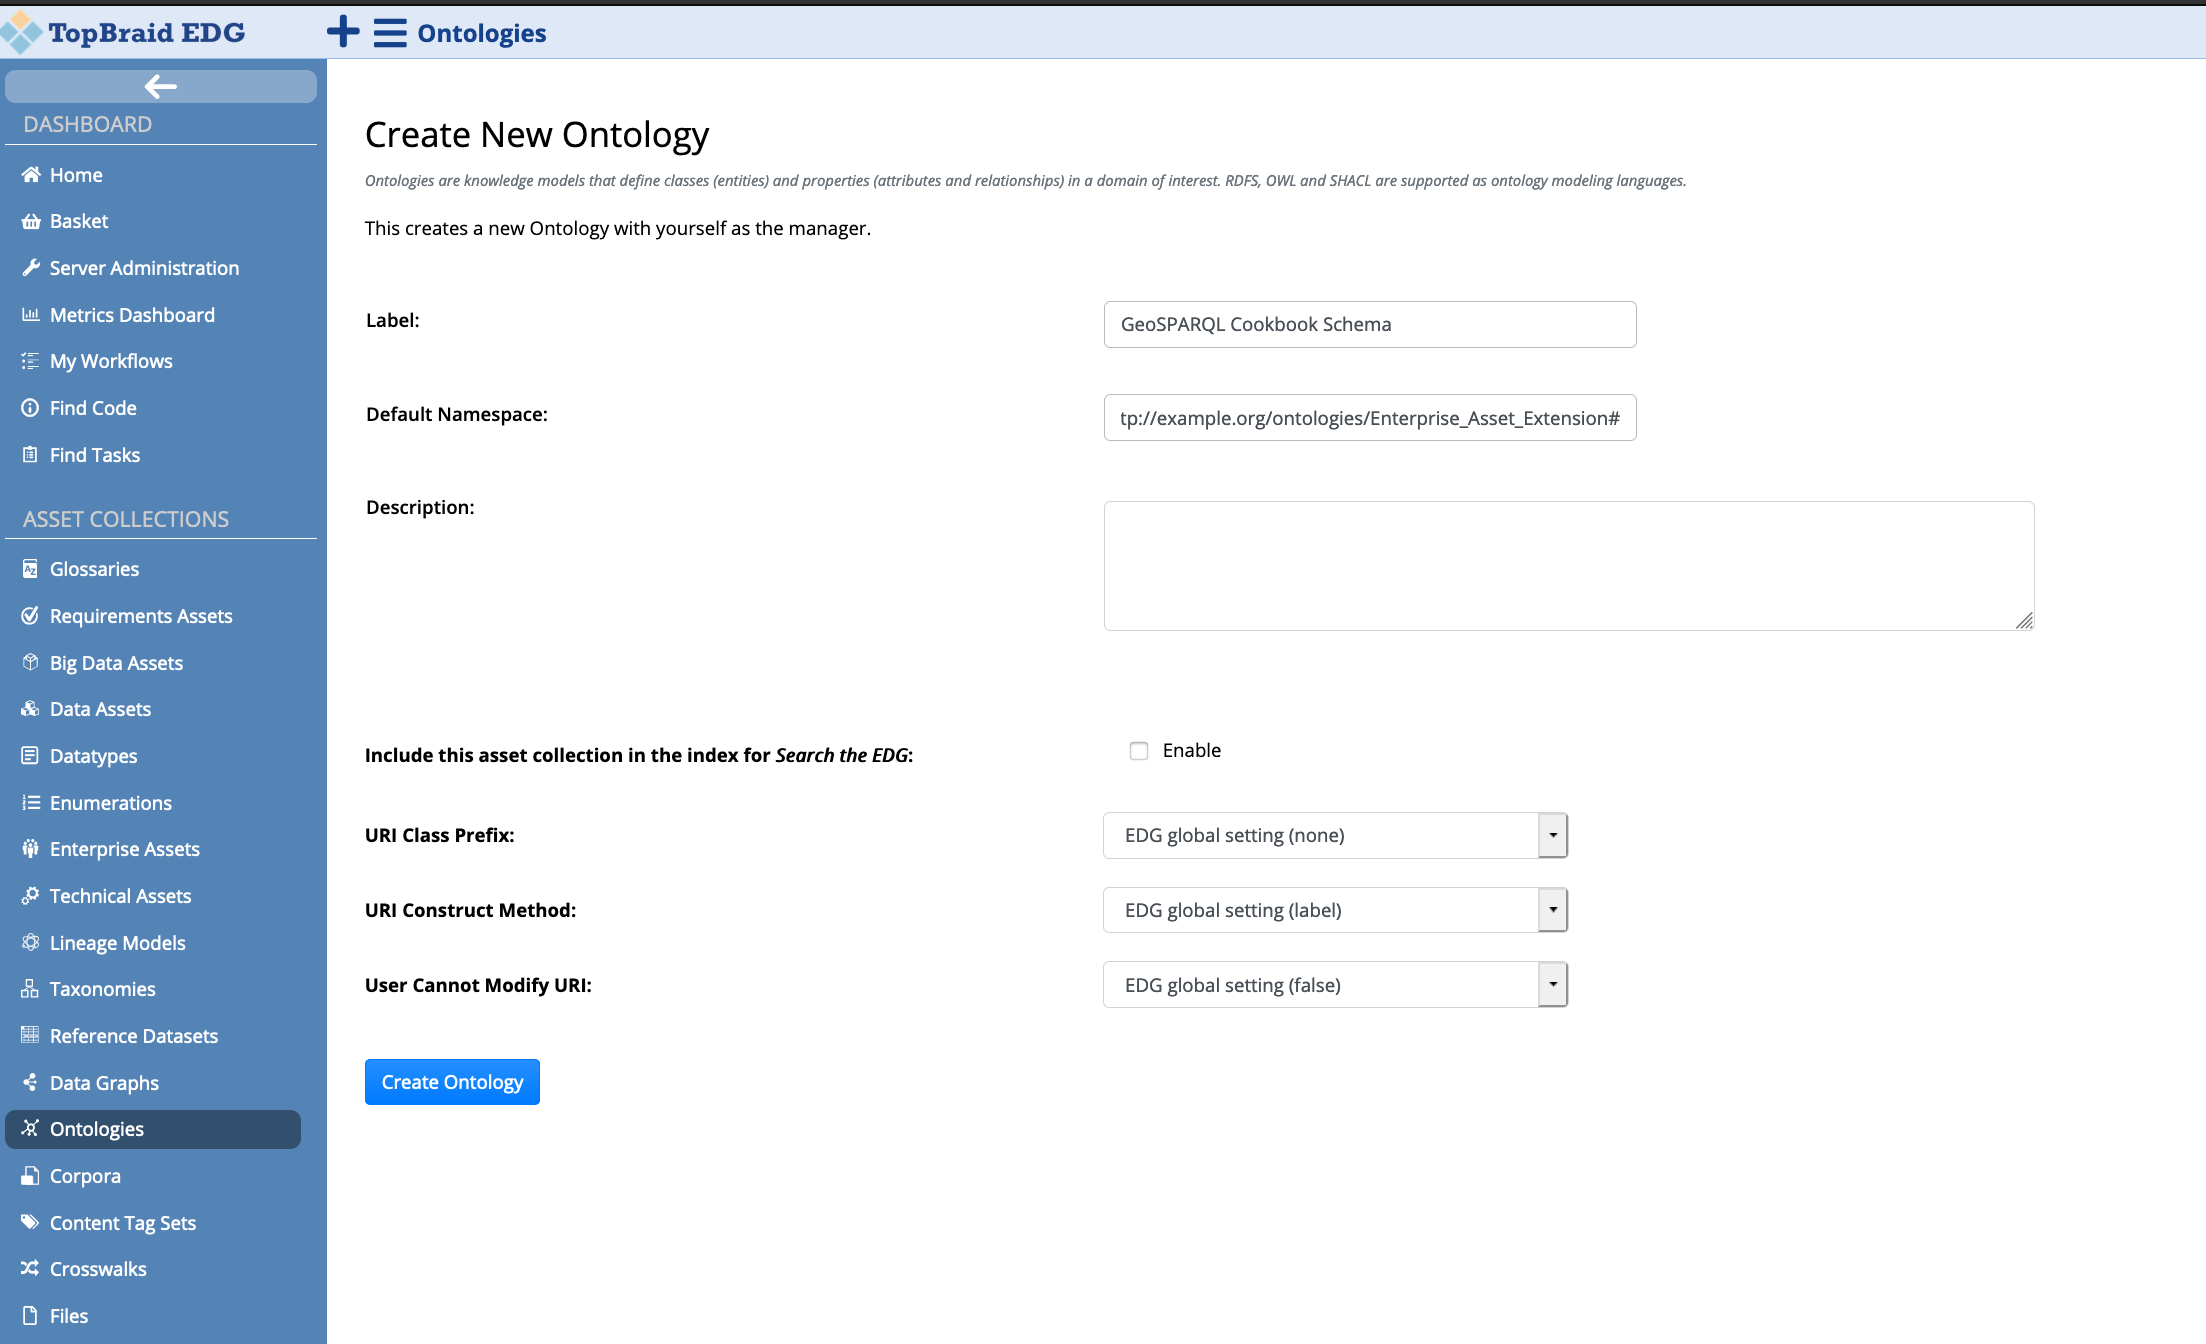 TopBraid EDG
Ontologies
DASHBOARD
Home
Basket
Server Administration
Metrics Dashboard
My Workflows
Find Code
Find Tasks
ASSET COLLECTIONS
Glossaries
Requirements Assets
Big Data Assets
Data Assets
Datatypes
Enumerations
Enterprise Assets
Technical Assets
Lineage Models
Taxonomies
Reference Datasets
Data Graphs
Ontologies
Corpora
Content Tag Sets
Crosswalks
Files
Create New Ontology
Ontologies are knowledge models that define classes (entities) and properties (attributes and relationships) in a domain of interest. RDFS, OWL and SHACL are supported as ontology modeling languages.
This creates a new Ontology with yourself as the manager.
Label: GeoSPARQL Cookbook Schema
Default Namespace: tp://example.org/ontologies/Enterprise_Asset_Extension#
Description:
Include this asset collection in the index for Search the EDG: Enable
URI Class Prefix: EDG global setting (none)
URI Construct Method: EDG global setting (label)
User Cannot Modify URI: EDG global setting (false)
Create Ontology